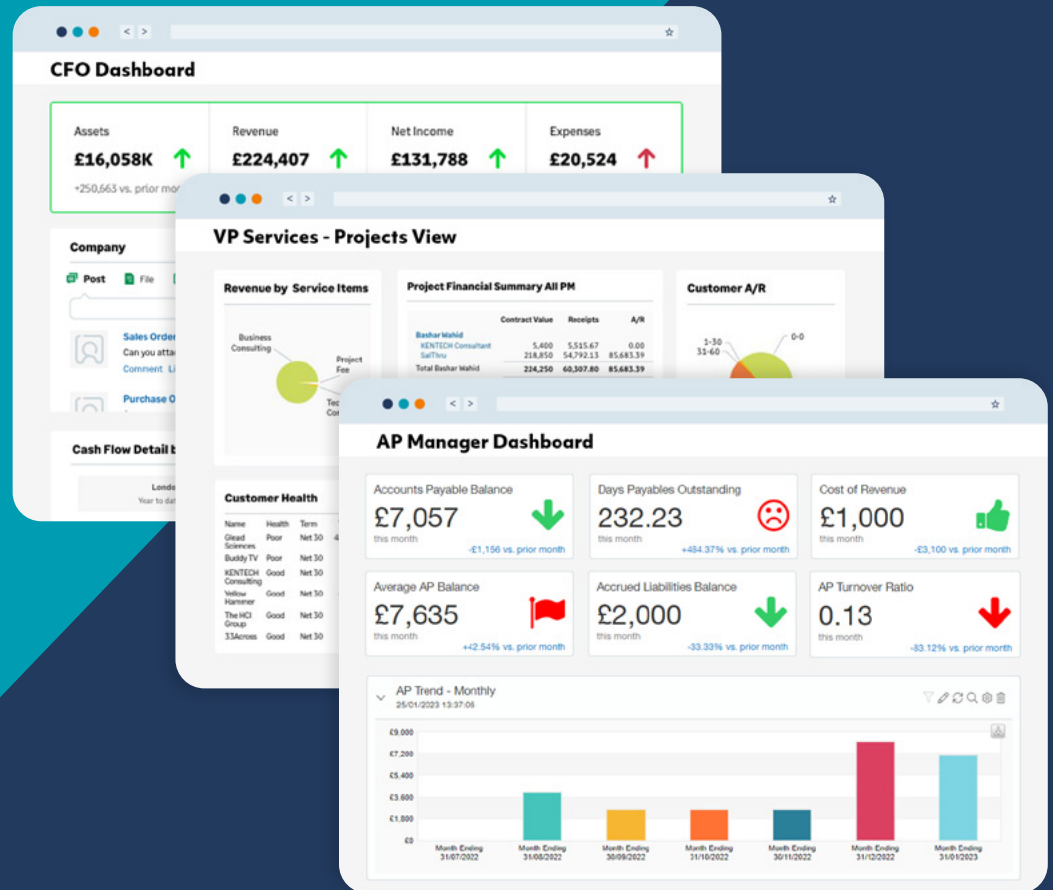 CFO Dashboard
Assets
£16,058K
+250,663 vs. prior mo
Revenue
£224,407
Net Income
£131,788
Expenses
£20,524
Company
Post
File
Sales Order
Can you atta
Comment Li
Purchase O
Cash Flow Detail b
Londo
Year to dat
VP Services - Projects View
Revenue by Service Items
Business
Consulting
Project
Fee
Tec
Co
Project Financial Summary All PM
Contract Value Receipts A/R
Bashar Wahid
KENTECH Consultant 5,400 5,515.67 0.00
SalThru 218,850 54,792.13 85,683.39
Total Bashar Wahid 224,250 60,307.80 85,683.39
Customer A/R
0-0
1-30
31-60
Customer Health
Name Health Term
Glead Poor Net 30 4
Sciences
Buddy TV Poor Net 30
KENTECH Good Net 30
Consulting
Yellow Good Net 30
Hammer
The HCI Good Net 30
Group
33Across Good Net 30
AP Manager Dashboard
Accounts Payable Balance
£7,057
this month
-£1,156 vs. prior month
Days Payables Outstanding
232.23
this month
+484.37% vs. prior month
Cost of Revenue
£1,000
this month
-£3,100 vs. prior month
Average AP Balance
£7,635
this month
+42.54% vs. prior month
Accrued Liabilities Balance
£2,000
this month
-33.33% vs. prior month
AP Turnover Ratio
0.13
this month
-83.12% vs. prior month
AP Trend - Monthly
25/01/2023 13:37:06
£9,000
£7,200
£5,400
£3,600
£1,800
£0
Month Ending
31/07/2022
Month Ending
31/08/2022
Month Ending
30/09/2022
Month Ending
31/10/2022
Month Ending
30/11/2022
Month Ending
31/12/2022
Month Ending
31/01/2023